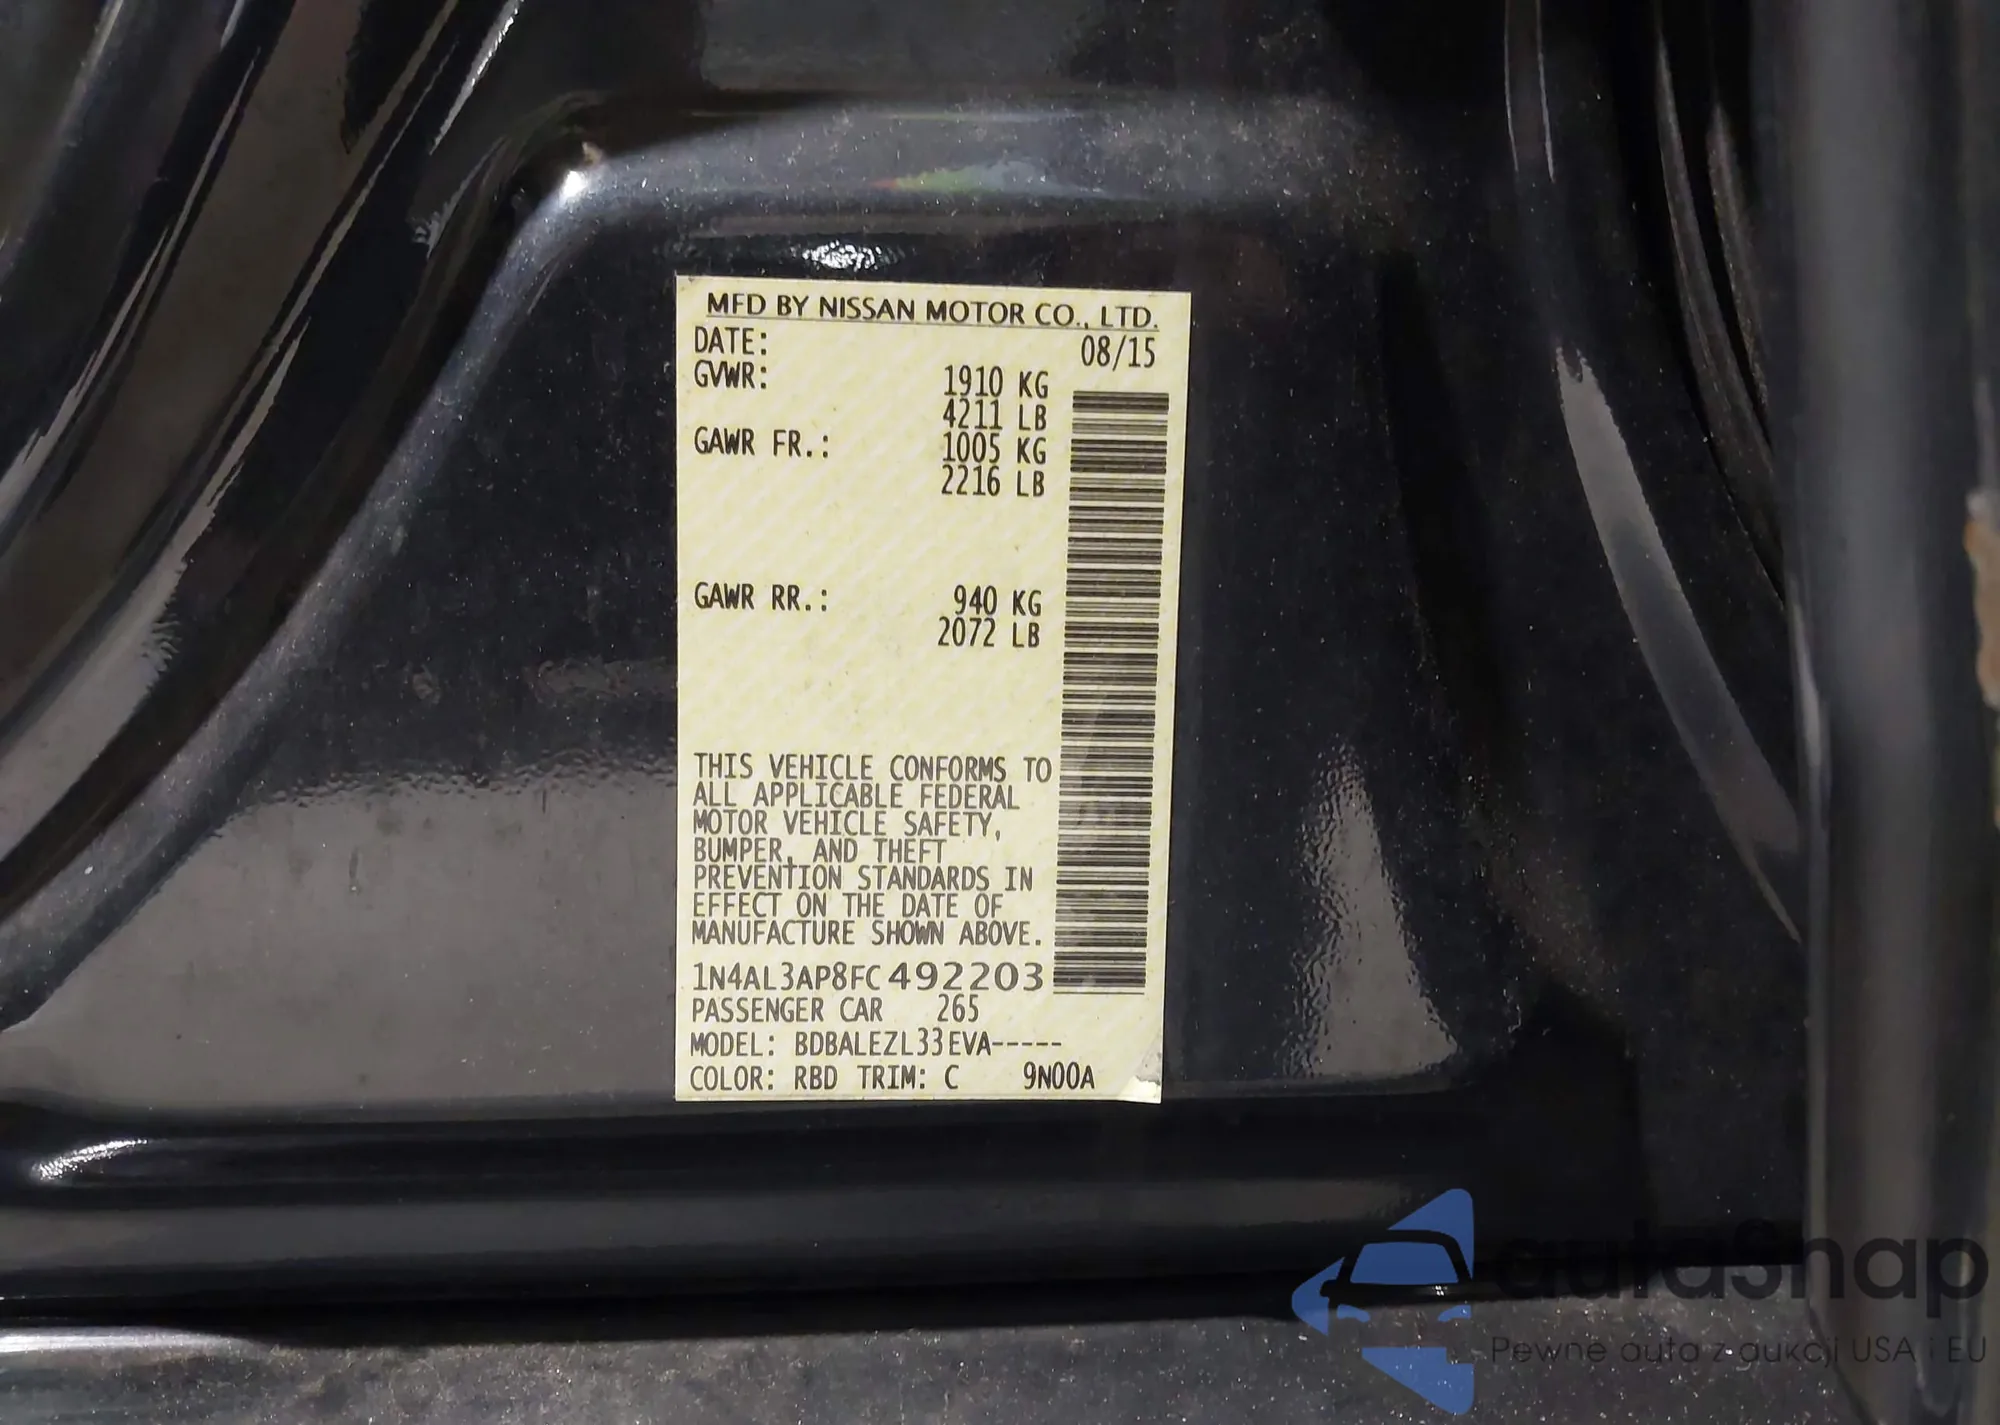 MFD BY NISSAN MOTOR CO., LTD.
DATE: 08/15
GVWR: 1910 KG
4211 LB
GAWR FR.: 1005 KG
2216 LB
GAWR RR.: 940 KG
2072 LB
THIS VEHICLE CONFORMS TO
ALL APPLICABLE FEDERAL
MOTOR VEHICLE SAFETY,
BUMPER, AND THEFT
PREVENTION STANDARDS IN
EFFECT ON THE DATE OF
MANUFACTURE SHOWN ABOVE.
1N4AL3AP8FC492203
PASSENGER CAR 265
MODEL: BDBALEZL33EVA-----
COLOR: RBD TRIM: C 9N00A
autaSnap
Pewne auta z aukcji USA i EU